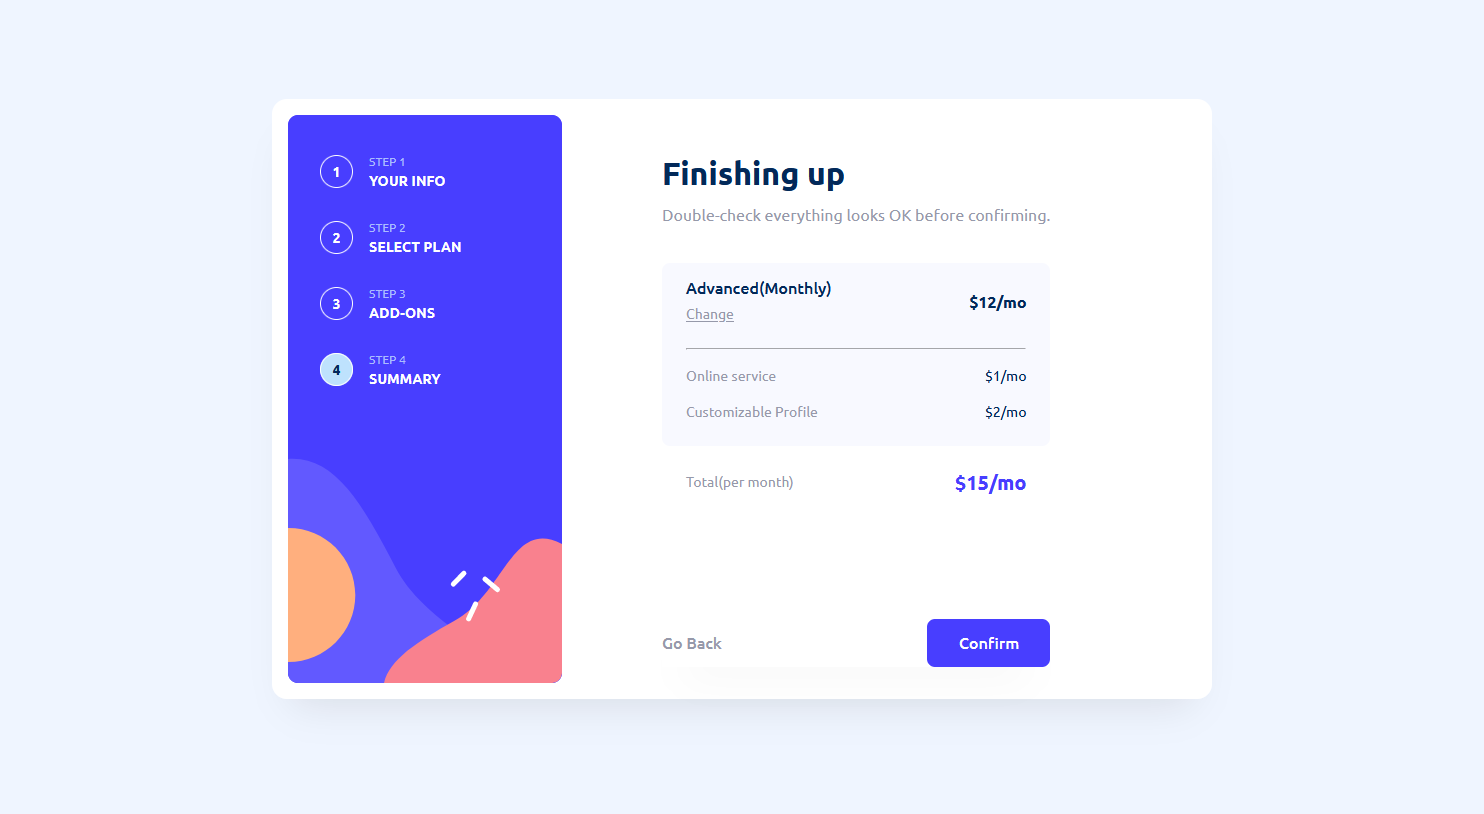 1
STEP 1
YOUR INFO
2
STEP 2
SELECT PLAN
3
STEP 3
ADD-ONS
4
STEP 4
SUMMARY
Finishing up
Double-check everything looks OK before confirming.
Advanced(Monthly)
Change
$12/mo
Online service $1/mo
Customizable Profile $2/mo
Total(per month) $15/mo
Go Back Confirm